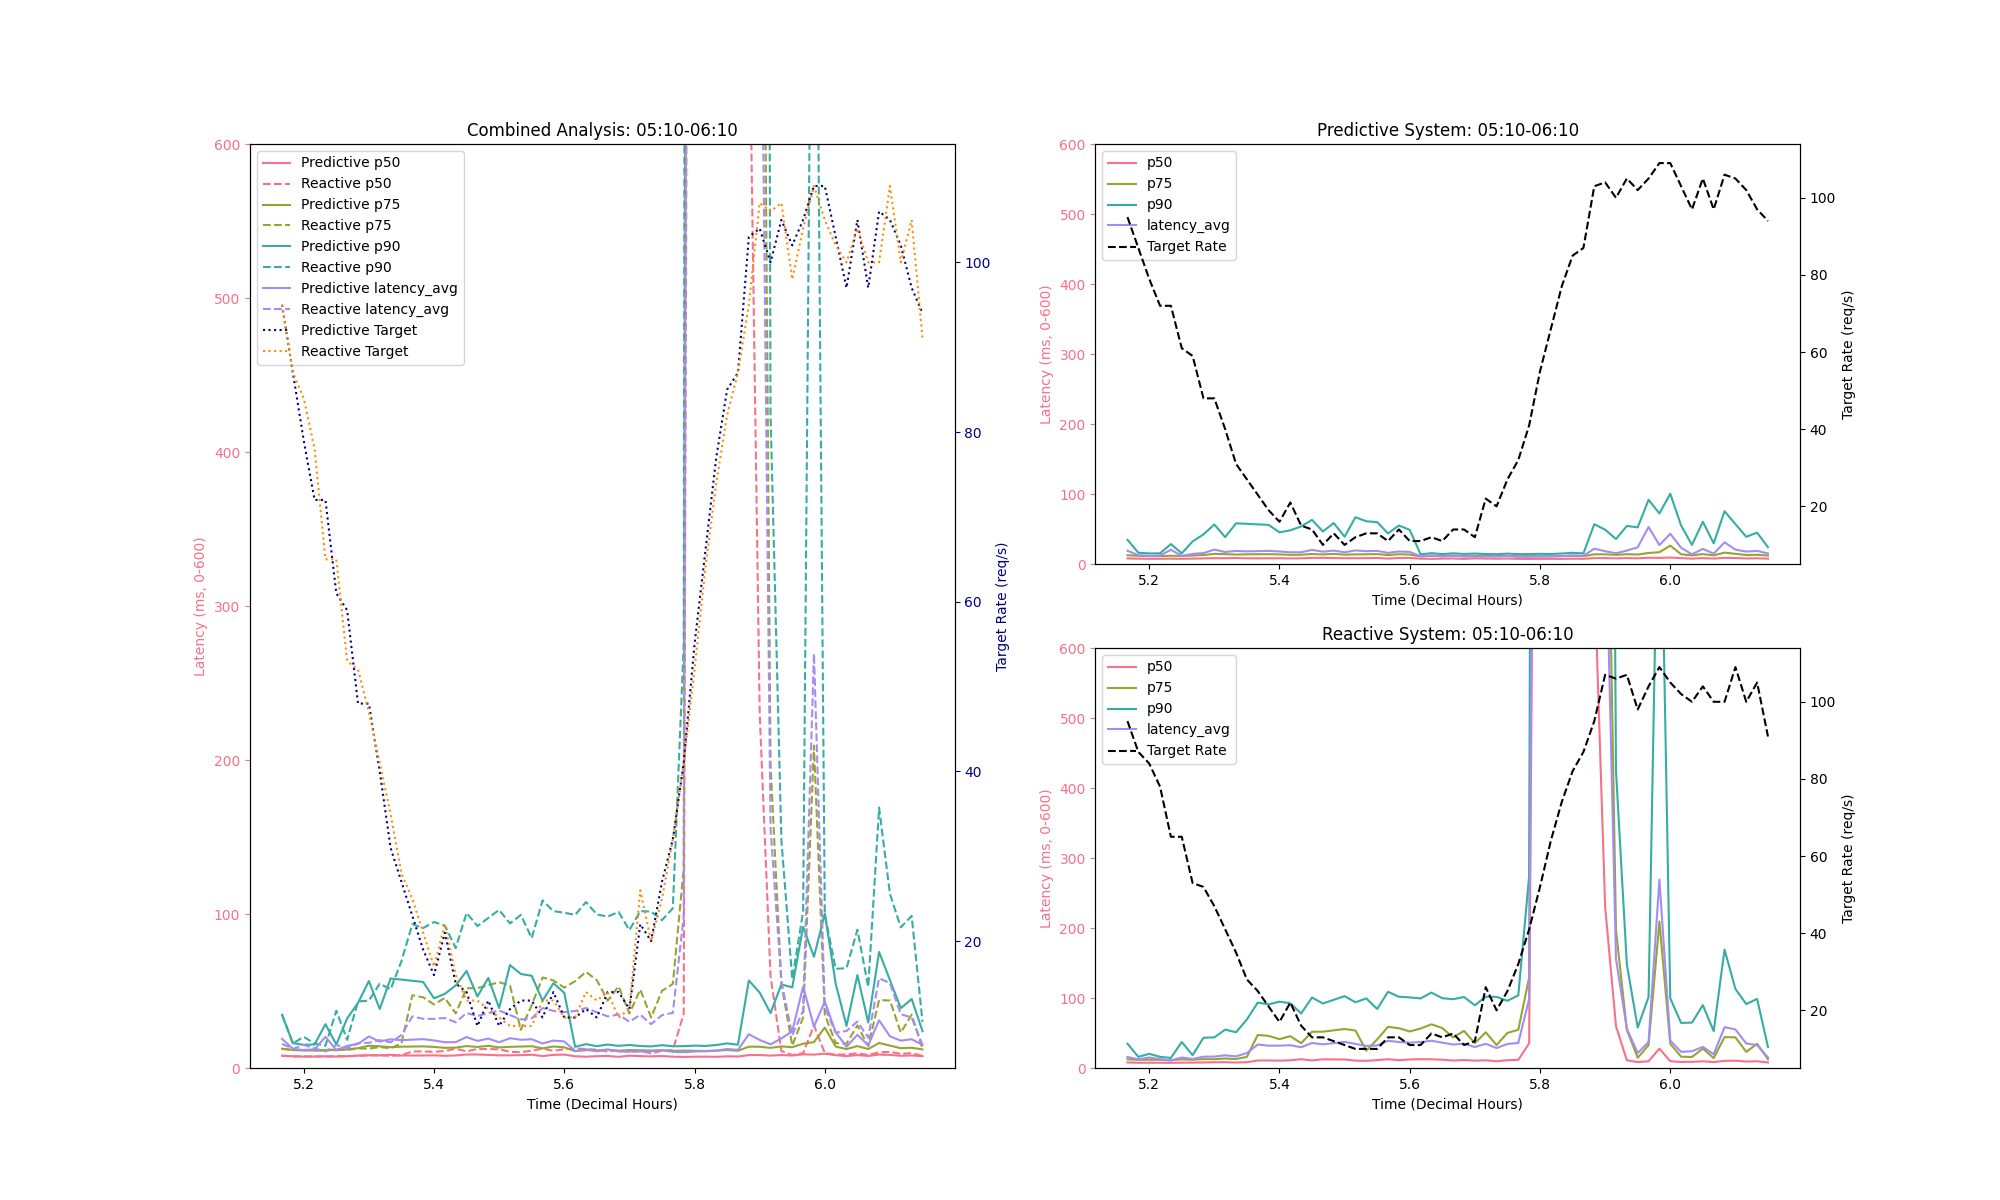 Combined Analysis: 05:10-06:10
Predictive p50
Reactive p50
Predictive p75
Reactive p75
Predictive p90
Reactive p90
Predictive latency_avg
Reactive latency_avg
Predictive Target
Reactive Target
600
500
400
300
200
100
0
Latency (ms, 0-600)
100
80
60
40
20
Target Rate (req/s)
5.2 5.4 5.6 5.8 6.0
Time (Decimal Hours)
Predictive System: 05:10-06:10
p50
p75
p90
latency_avg
Target Rate
600
500
400
300
200
100
0
Latency (ms, 0-600)
100
80
60
40
20
Target Rate (req/s)
5.2 5.4 5.6 5.8 6.0
Time (Decimal Hours)
Reactive System: 05:10-06:10
p50
p75
p90
latency_avg
Target Rate
600
500
400
300
200
100
0
Latency (ms, 0-600)
100
80
60
40
20
Target Rate (req/s)
5.2 5.4 5.6 5.8 6.0
Time (Decimal Hours)